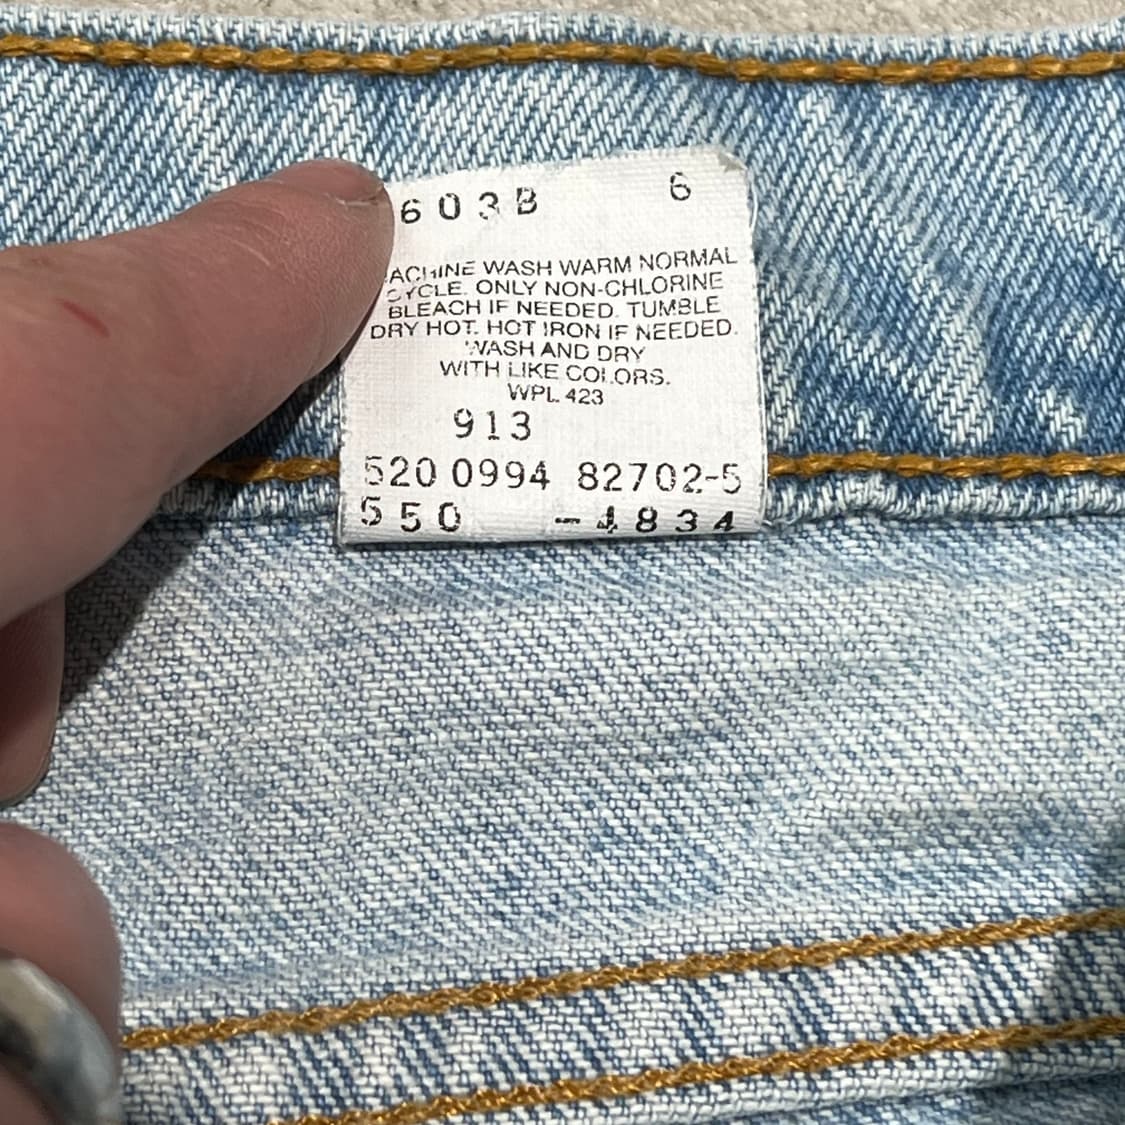 603B 6
MACHINE WASH WARM NORMAL
CYCLE. ONLY NON-CHLORINE
BLEACH IF NEEDED. TUMBLE
DRY HOT. HOT IRON IF NEEDED.
WASH AND DRY
WITH LIKE COLORS.
WPL 423
913
520 0994 82702-5
550 -4834